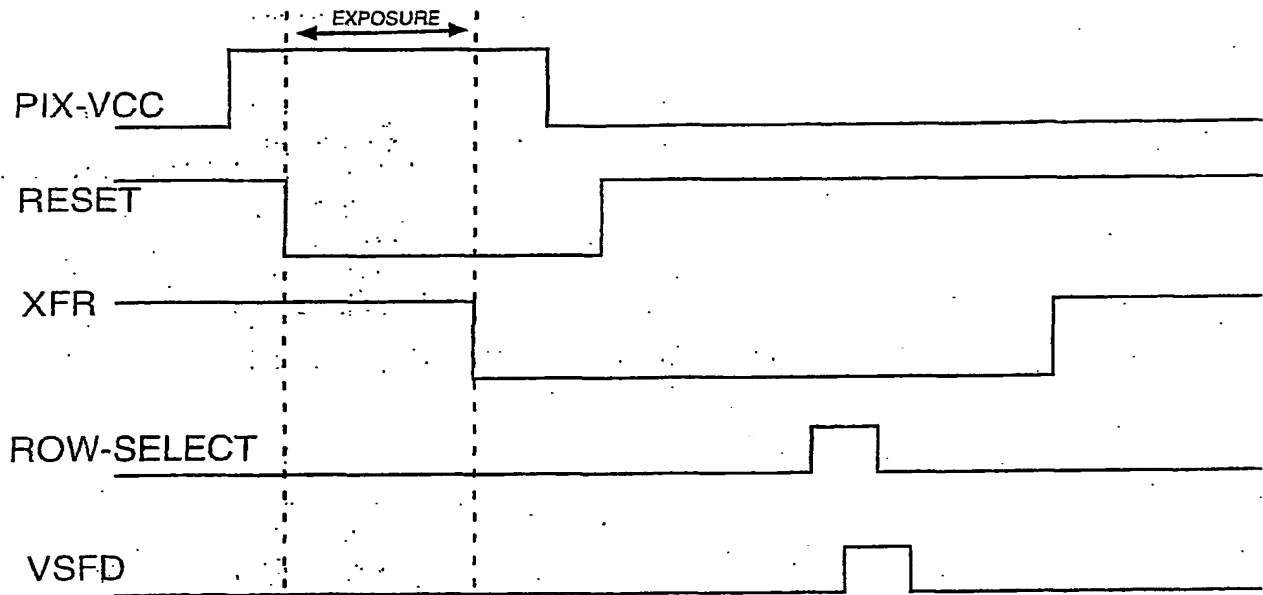 EXPOSURE
PIX-VCC
RESET
XFR
ROW-SELECT
VSFD